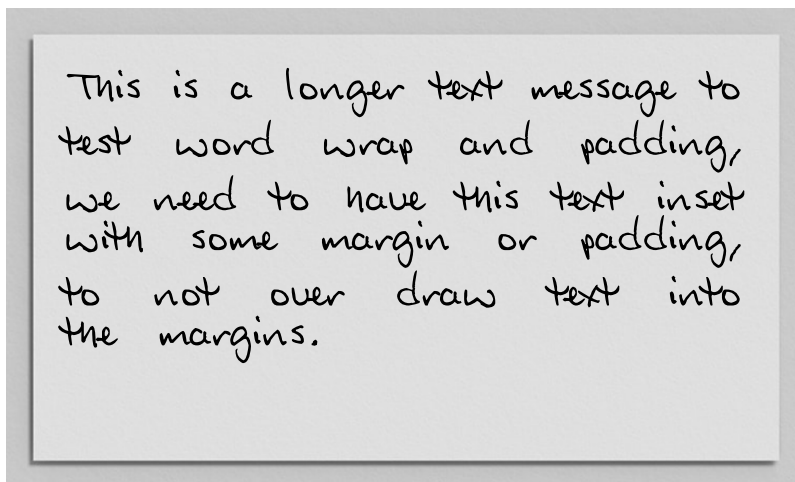 This is a longer text message to
test word wrap and padding,
we need to have this text inset
with some margin or padding,
to not over draw text into
the margins.